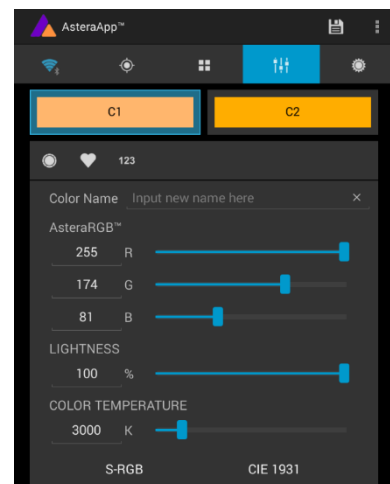 AsteraApp™
C1 C2
123
Color Name Input new name here ×
AsteraRGB™
255 R
174 G
81 B
LIGHTNESS
100 %
COLOR TEMPERATURE
3000 K
S-RGB CIE 1931